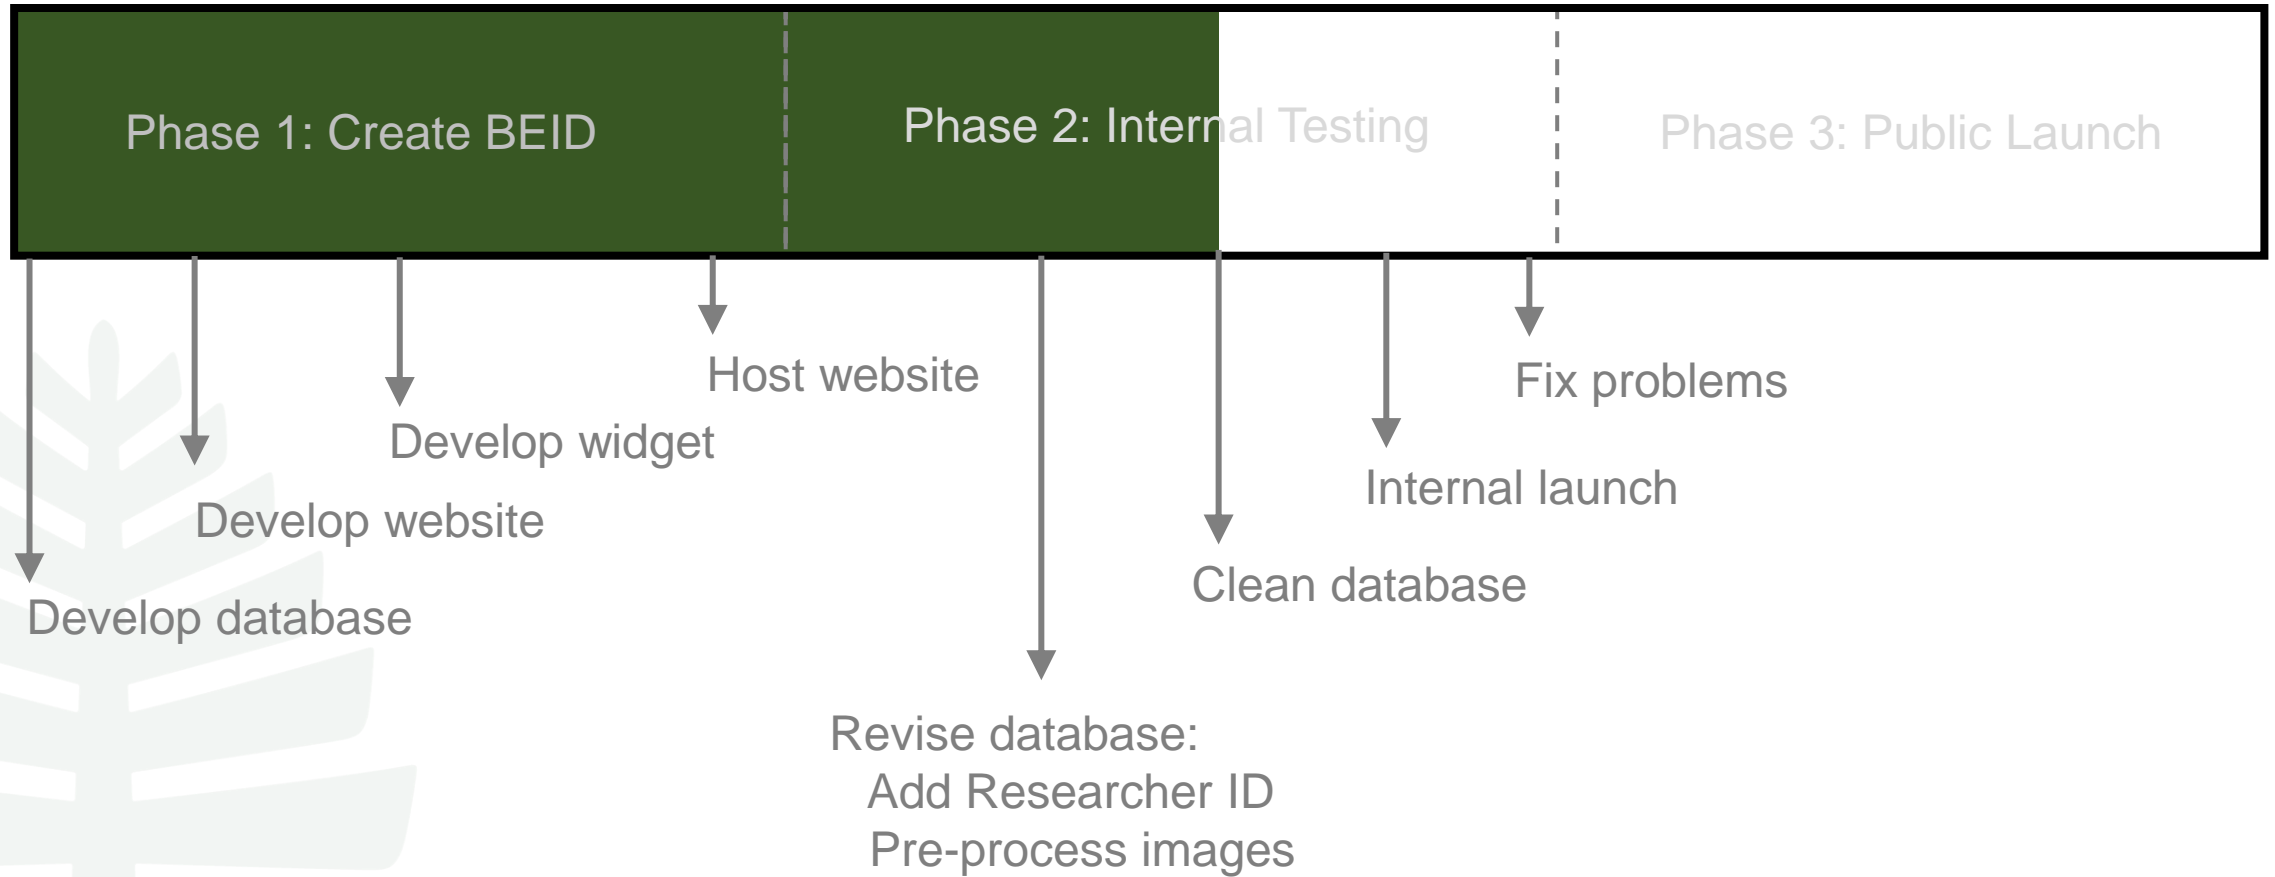 Phase 1: Create BEID
Phase 2: Internal Testing
Phase 3: Public Launch
Host website
Fix problems
Develop widget
Internal launch
Develop website
Clean database
Develop database
Revise database:
Add Researcher ID
Pre-process images